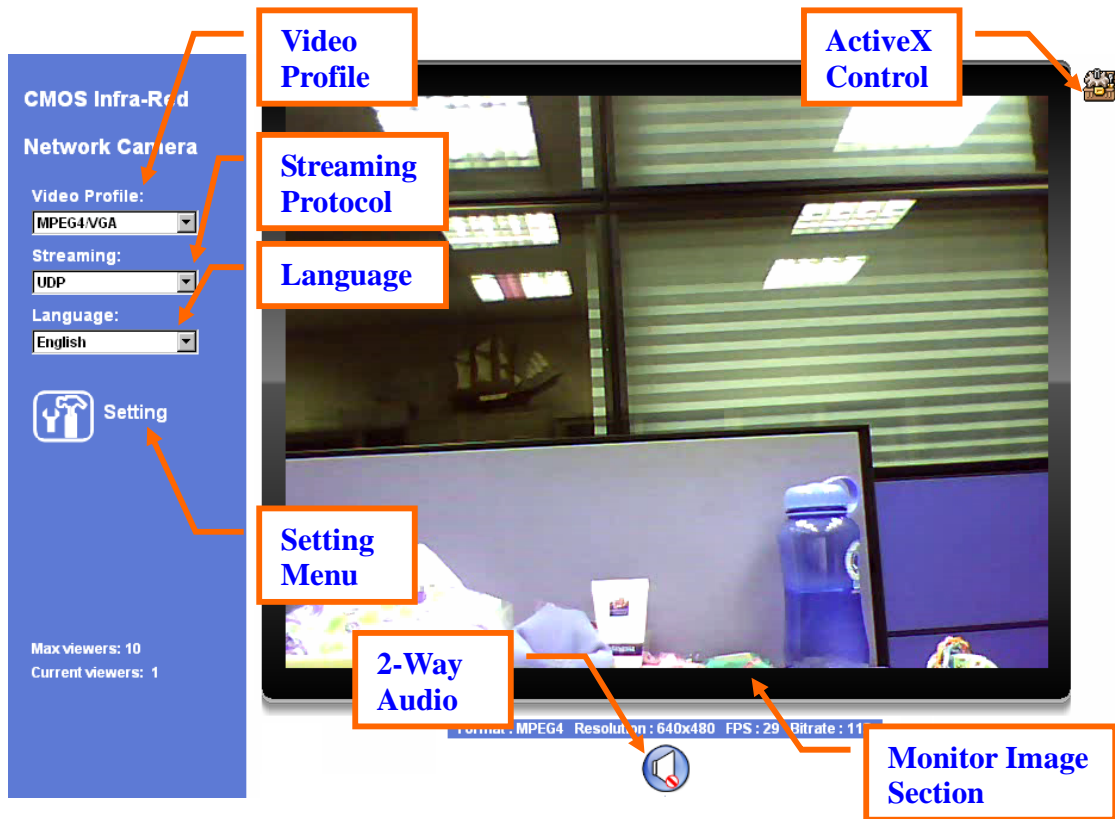 Video
Profile
ActiveX
Control
CMOS Infra-Red
Network Camera
Streaming
Protocol
Video Profile:
MPEG4/VGA
Streaming:
UDP
Language
Language:
English
Setting
Setting
Menu
Max viewers: 10
Current viewers: 1
2-Way
Audio
Format : MPEG4 Resolution : 640x480 FPS : 29 Bitrate :
Monitor Image
Section